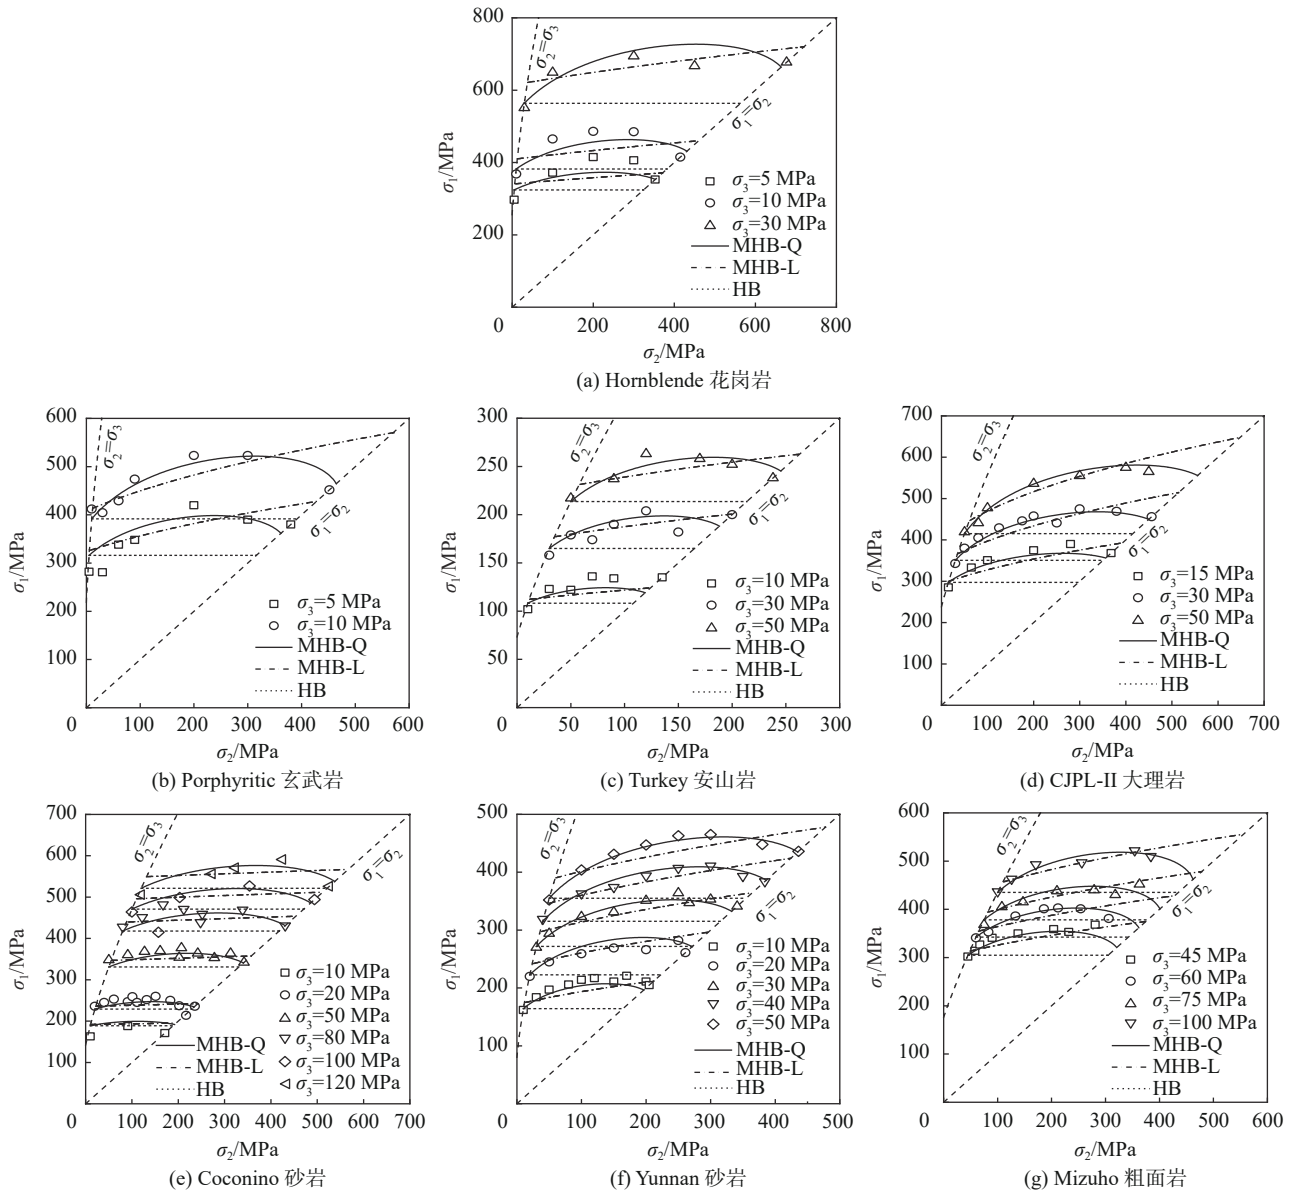 800
600
400
200
0
200
400
600
800
σ₁/MPa
σ₂/MPa
σ₂=σ₃
σ₁=σ₂
σ₃=5 MPa
σ₃=10 MPa
σ₃=30 MPa
MHB-Q
MHB-L
HB
(a) Hornblende 花岗岩
600
500
400
300
200
100
0
100
200
300
400
500
600
σ₁/MPa
σ₂/MPa
σ₂=σ₃
σ₁=σ₂
σ₃=5 MPa
σ₃=10 MPa
MHB-Q
MHB-L
HB
(b) Porphyritic 玄武岩
300
250
200
150
100
50
0
50
100
150
200
250
300
σ₁/MPa
σ₂/MPa
σ₂=σ₃
σ₁=σ₂
σ₃=10 MPa
σ₃=30 MPa
σ₃=50 MPa
MHB-Q
MHB-L
HB
(c) Turkey 安山岩
700
600
500
400
300
200
100
0
100
200
300
400
500
600
700
σ₁/MPa
σ₂/MPa
σ₂=σ₃
σ₁=σ₂
σ₃=15 MPa
σ₃=30 MPa
σ₃=50 MPa
MHB-Q
MHB-L
HB
(d) CJPL-II 大理岩
700
600
500
400
300
200
100
0
100
200
300
400
500
600
700
σ₁/MPa
σ₂/MPa
σ₂=σ₃
σ₁=σ₂
σ₃=10 MPa
σ₃=20 MPa
σ₃=50 MPa
σ₃=80 MPa
σ₃=100 MPa
σ₃=120 MPa
MHB-Q
MHB-L
HB
(e) Coconino 砂岩
500
400
300
200
100
0
100
200
300
400
500
σ₁/MPa
σ₂/MPa
σ₂=σ₃
σ₁=σ₂
σ₃=10 MPa
σ₃=20 MPa
σ₃=30 MPa
σ₃=40 MPa
σ₃=50 MPa
MHB-Q
MHB-L
HB
(f) Yunnan 砂岩
600
500
400
300
200
100
0
100
200
300
400
500
600
σ₁/MPa
σ₂/MPa
σ₂=σ₃
σ₁=σ₂
σ₃=45 MPa
σ₃=60 MPa
σ₃=75 MPa
σ₃=100 MPa
MHB-Q
MHB-L
HB
(g) Mizuho 粗面岩